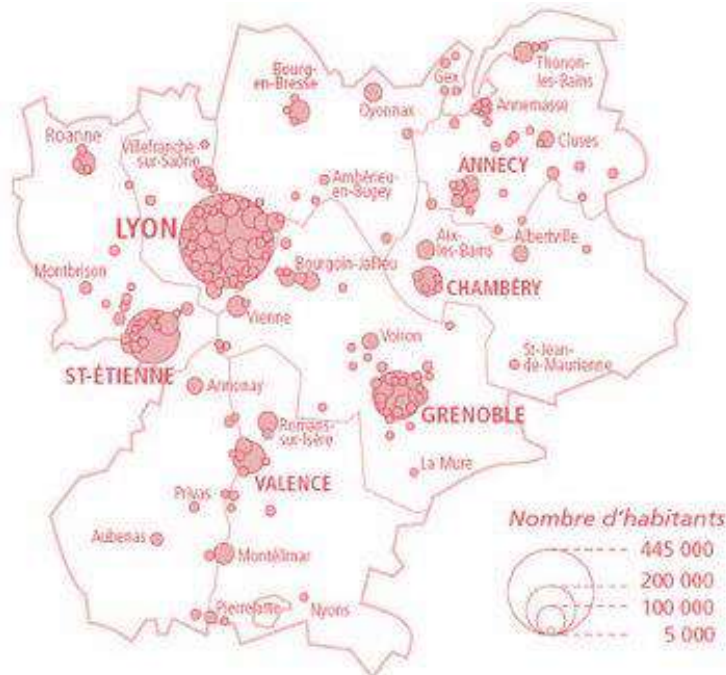 Thonon-
les-Bains
Bourg-
en-Bresse
Gex
Oyonnax
Annemasse
Roanne
Villefranche-
sur-Saône
Cluses
ANNECY
Ambérieu-
en-Bugey
LYON
Aix-
les-Bains
Albertville
Montbrison
Bourgoin-Jallieu
CHAMBÉRY
Vienne
Voiron
ST-ÉTIENNE
St-Jean-
de-Maurienne
Annonay
GRENOBLE
Romans-
sur-Isère
La Mure
VALENCE
Privas
Aubenas
Montélimar
Pierrelatte
Nyons
Nombre d'habitants
445 000
200 000
100 000
5 000